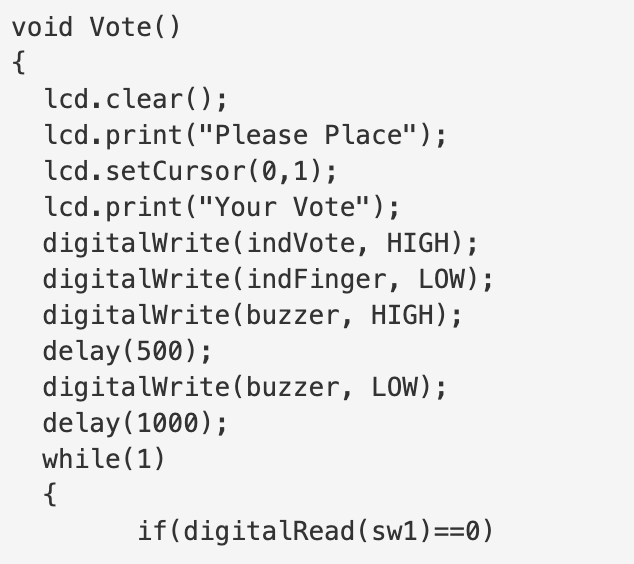 void Vote()
{
  lcd.clear();
  lcd.print("Please Place");
  lcd.setCursor(0,1);
  lcd.print("Your Vote");
  digitalWrite(indVote, HIGH);
  digitalWrite(indFinger, LOW);
  digitalWrite(buzzer, HIGH);
  delay(500);
  digitalWrite(buzzer, LOW);
  delay(1000);
  while(1)
  {
        if(digitalRead(sw1)==0)